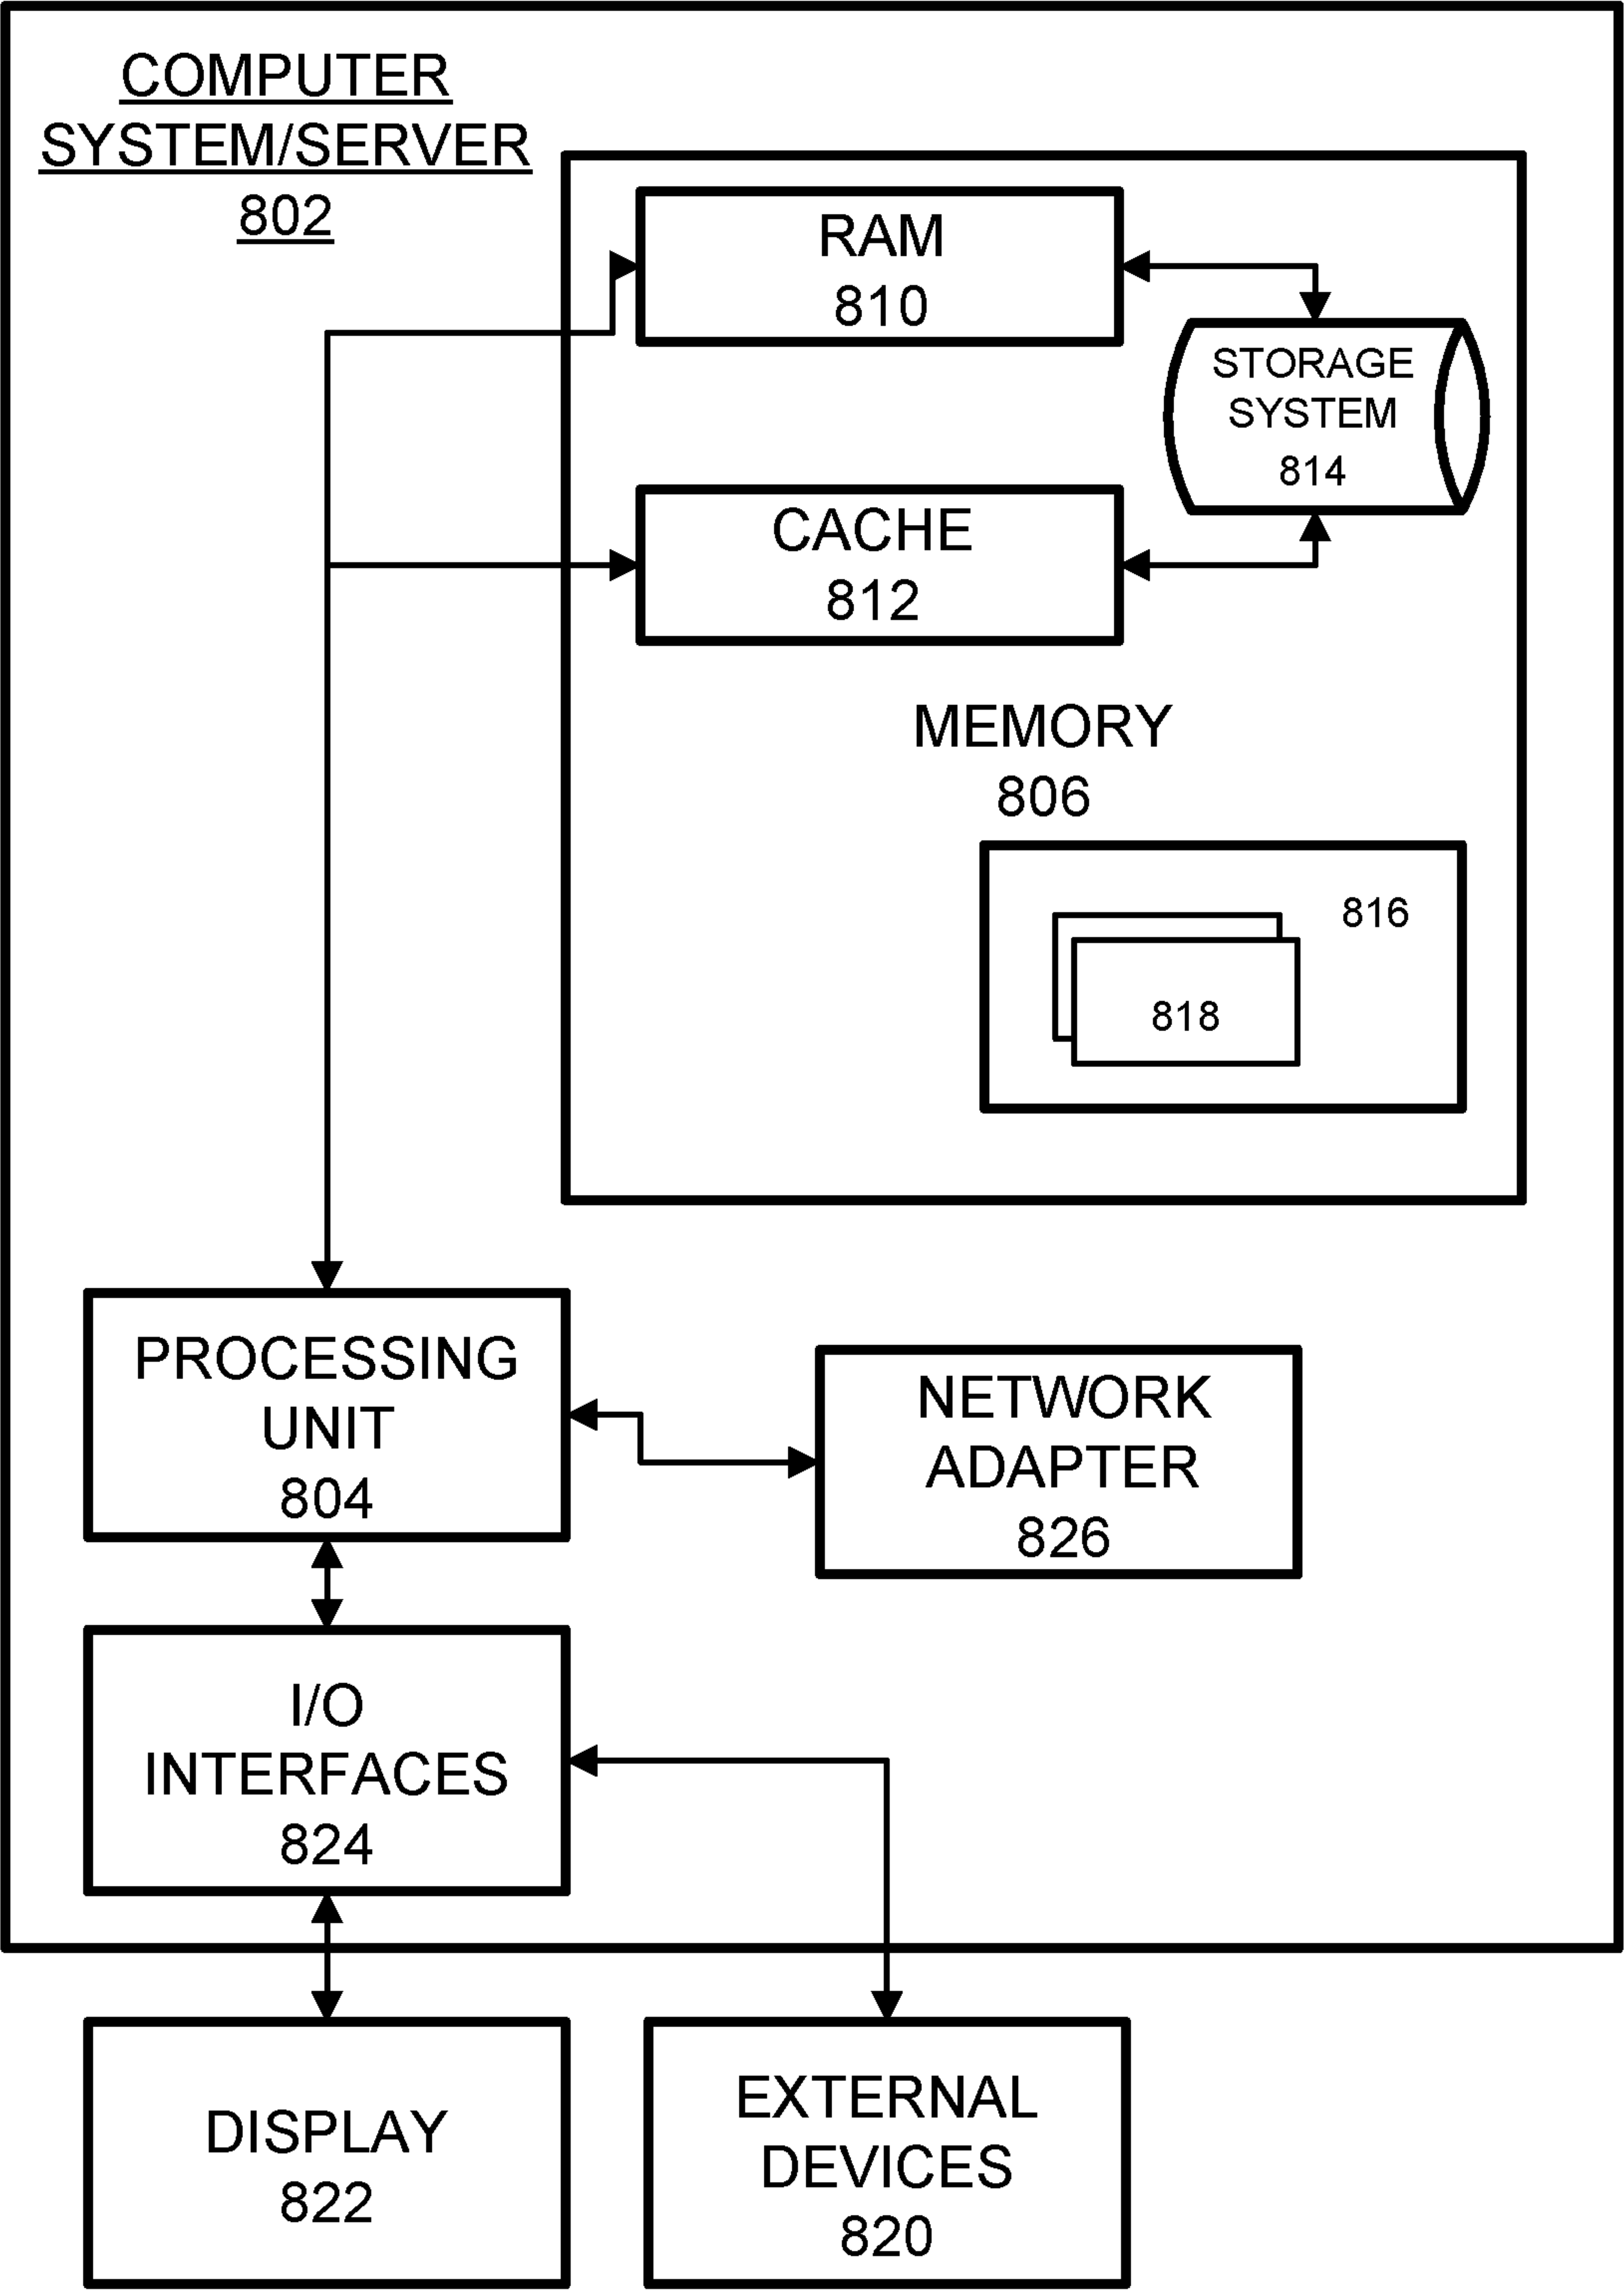 COMPUTER
SYSTEM/SERVER
802
RAM
810
STORAGE
SYSTEM
814
CACHE
812
MEMORY
806
816
818
PROCESSING
UNIT
804
NETWORK
ADAPTER
826
I/O
INTERFACES
824
DISPLAY
822
EXTERNAL
DEVICES
820